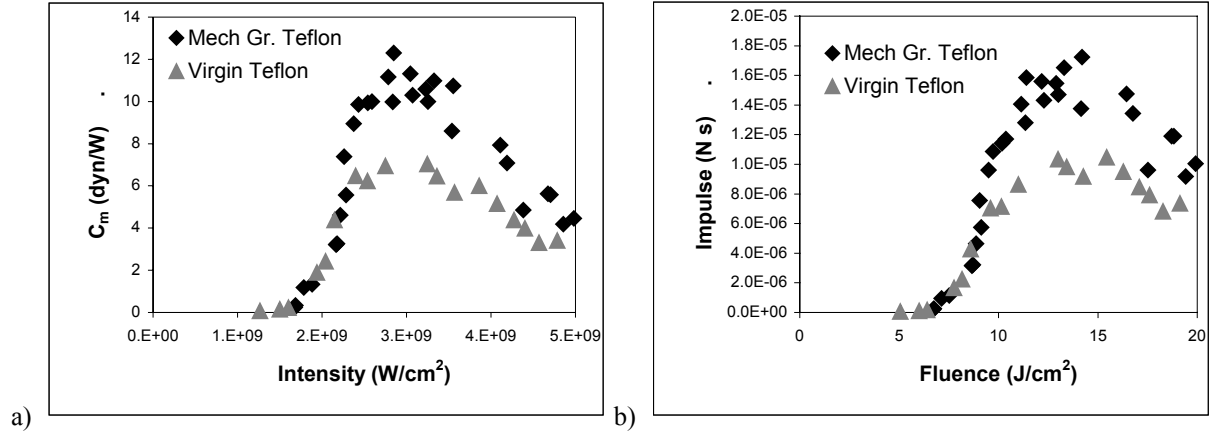 14
12
10
8
6
4
2
0
C_m (dyn/W)
Mech Gr. Teflon
Virgin Teflon
0.E+00 1.E+09 2.E+09 3.E+09 4.E+09 5.E+09
Intensity (W/cm²)
a)
2.0E-05
1.8E-05
1.6E-05
1.4E-05
1.2E-05
1.0E-05
8.0E-06
6.0E-06
4.0E-06
2.0E-06
0.0E+00
Impulse (N s)
Mech Gr. Teflon
Virgin Teflon
0 5 10 15 20
Fluence (J/cm²)
b)